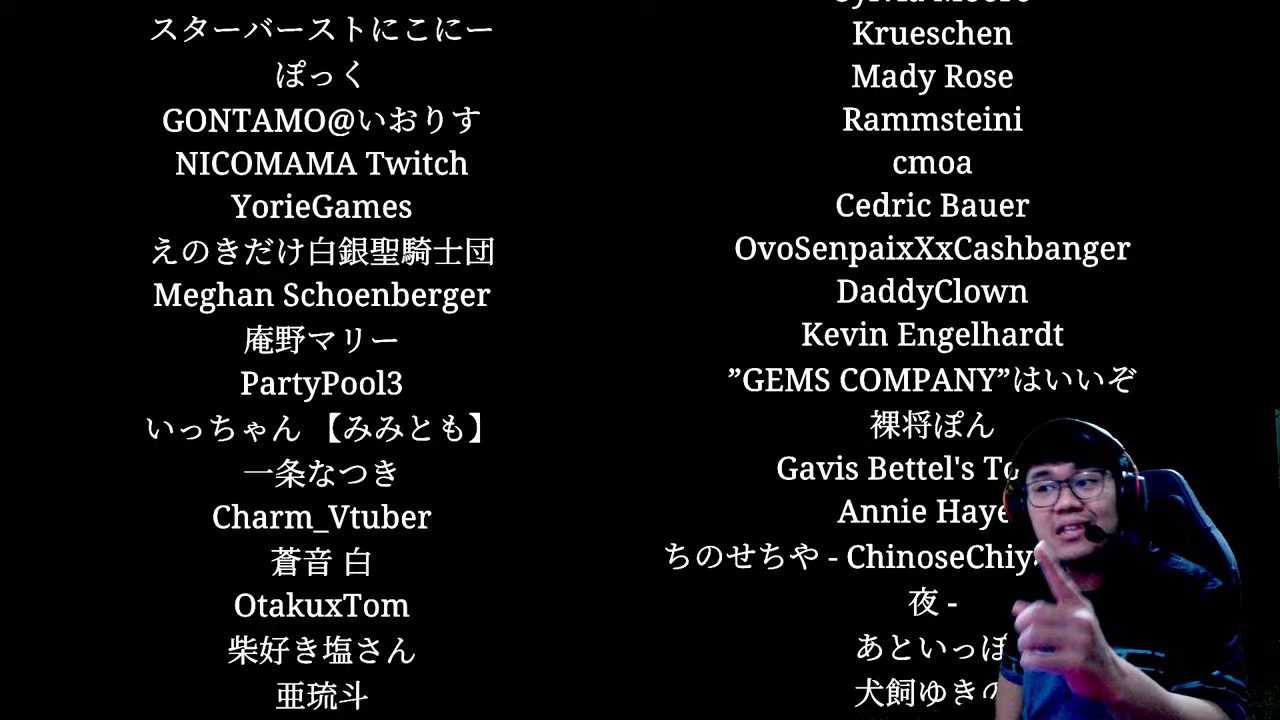 スターバーストにこにー
ぽっく
GONTAMO@いおりす
NICOMAMA Twitch
YorieGames
えのきだけ白銀聖騎士団
Meghan Schoenberger
庵野マリー
PartyPool3
いっちゃん 【みみとも】
一条なつき
Charm_Vtuber
蒼音 白
OtakuxTom
柴好き塩さん
亜琉斗
Krueschen
Mady Rose
Rammsteini
cmoa
Cedric Bauer
OvoSenpaixXxCashbanger
DaddyClown
Kevin Engelhardt
”GEMS COMPANY”はいいぞ
裸将ぽん
Gavis Bettel's
Annie
ちのせちや -
夜 -
あといっぽ
犬飼ゆきの